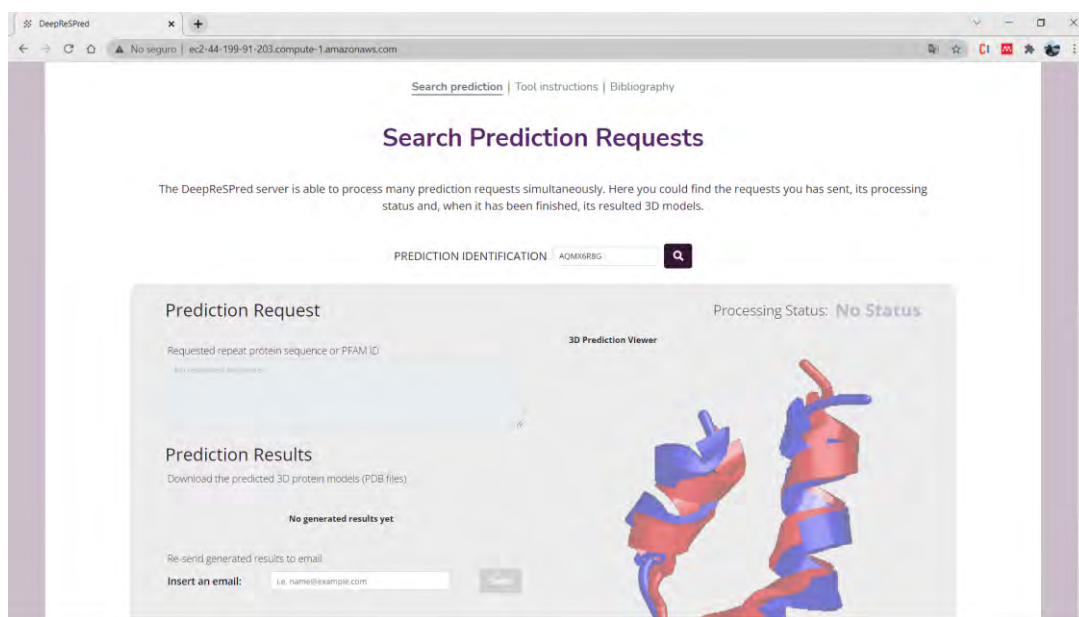 DeepReSPred
No seguro | ec2-44-199-91-203.compute-1.amazonaws.com
Search prediction | Tool instructions | Bibliography
Search Prediction Requests
The DeepReSPred server is able to process many prediction requests simultaneously. Here you could find the requests you has sent, its processing
status and, when it has been finished, its resulted 3D models.
PREDICTION IDENTIFICATION AQMX6RBG
Prediction Request
Processing Status: No Status
Requested repeat protein sequence or PFAM ID
3D Prediction Viewer
Prediction Results
Download the predicted 3D protein models (PDB files)
No generated results yet
Re-send generated results to email
Insert an email: i.e. name@example.com